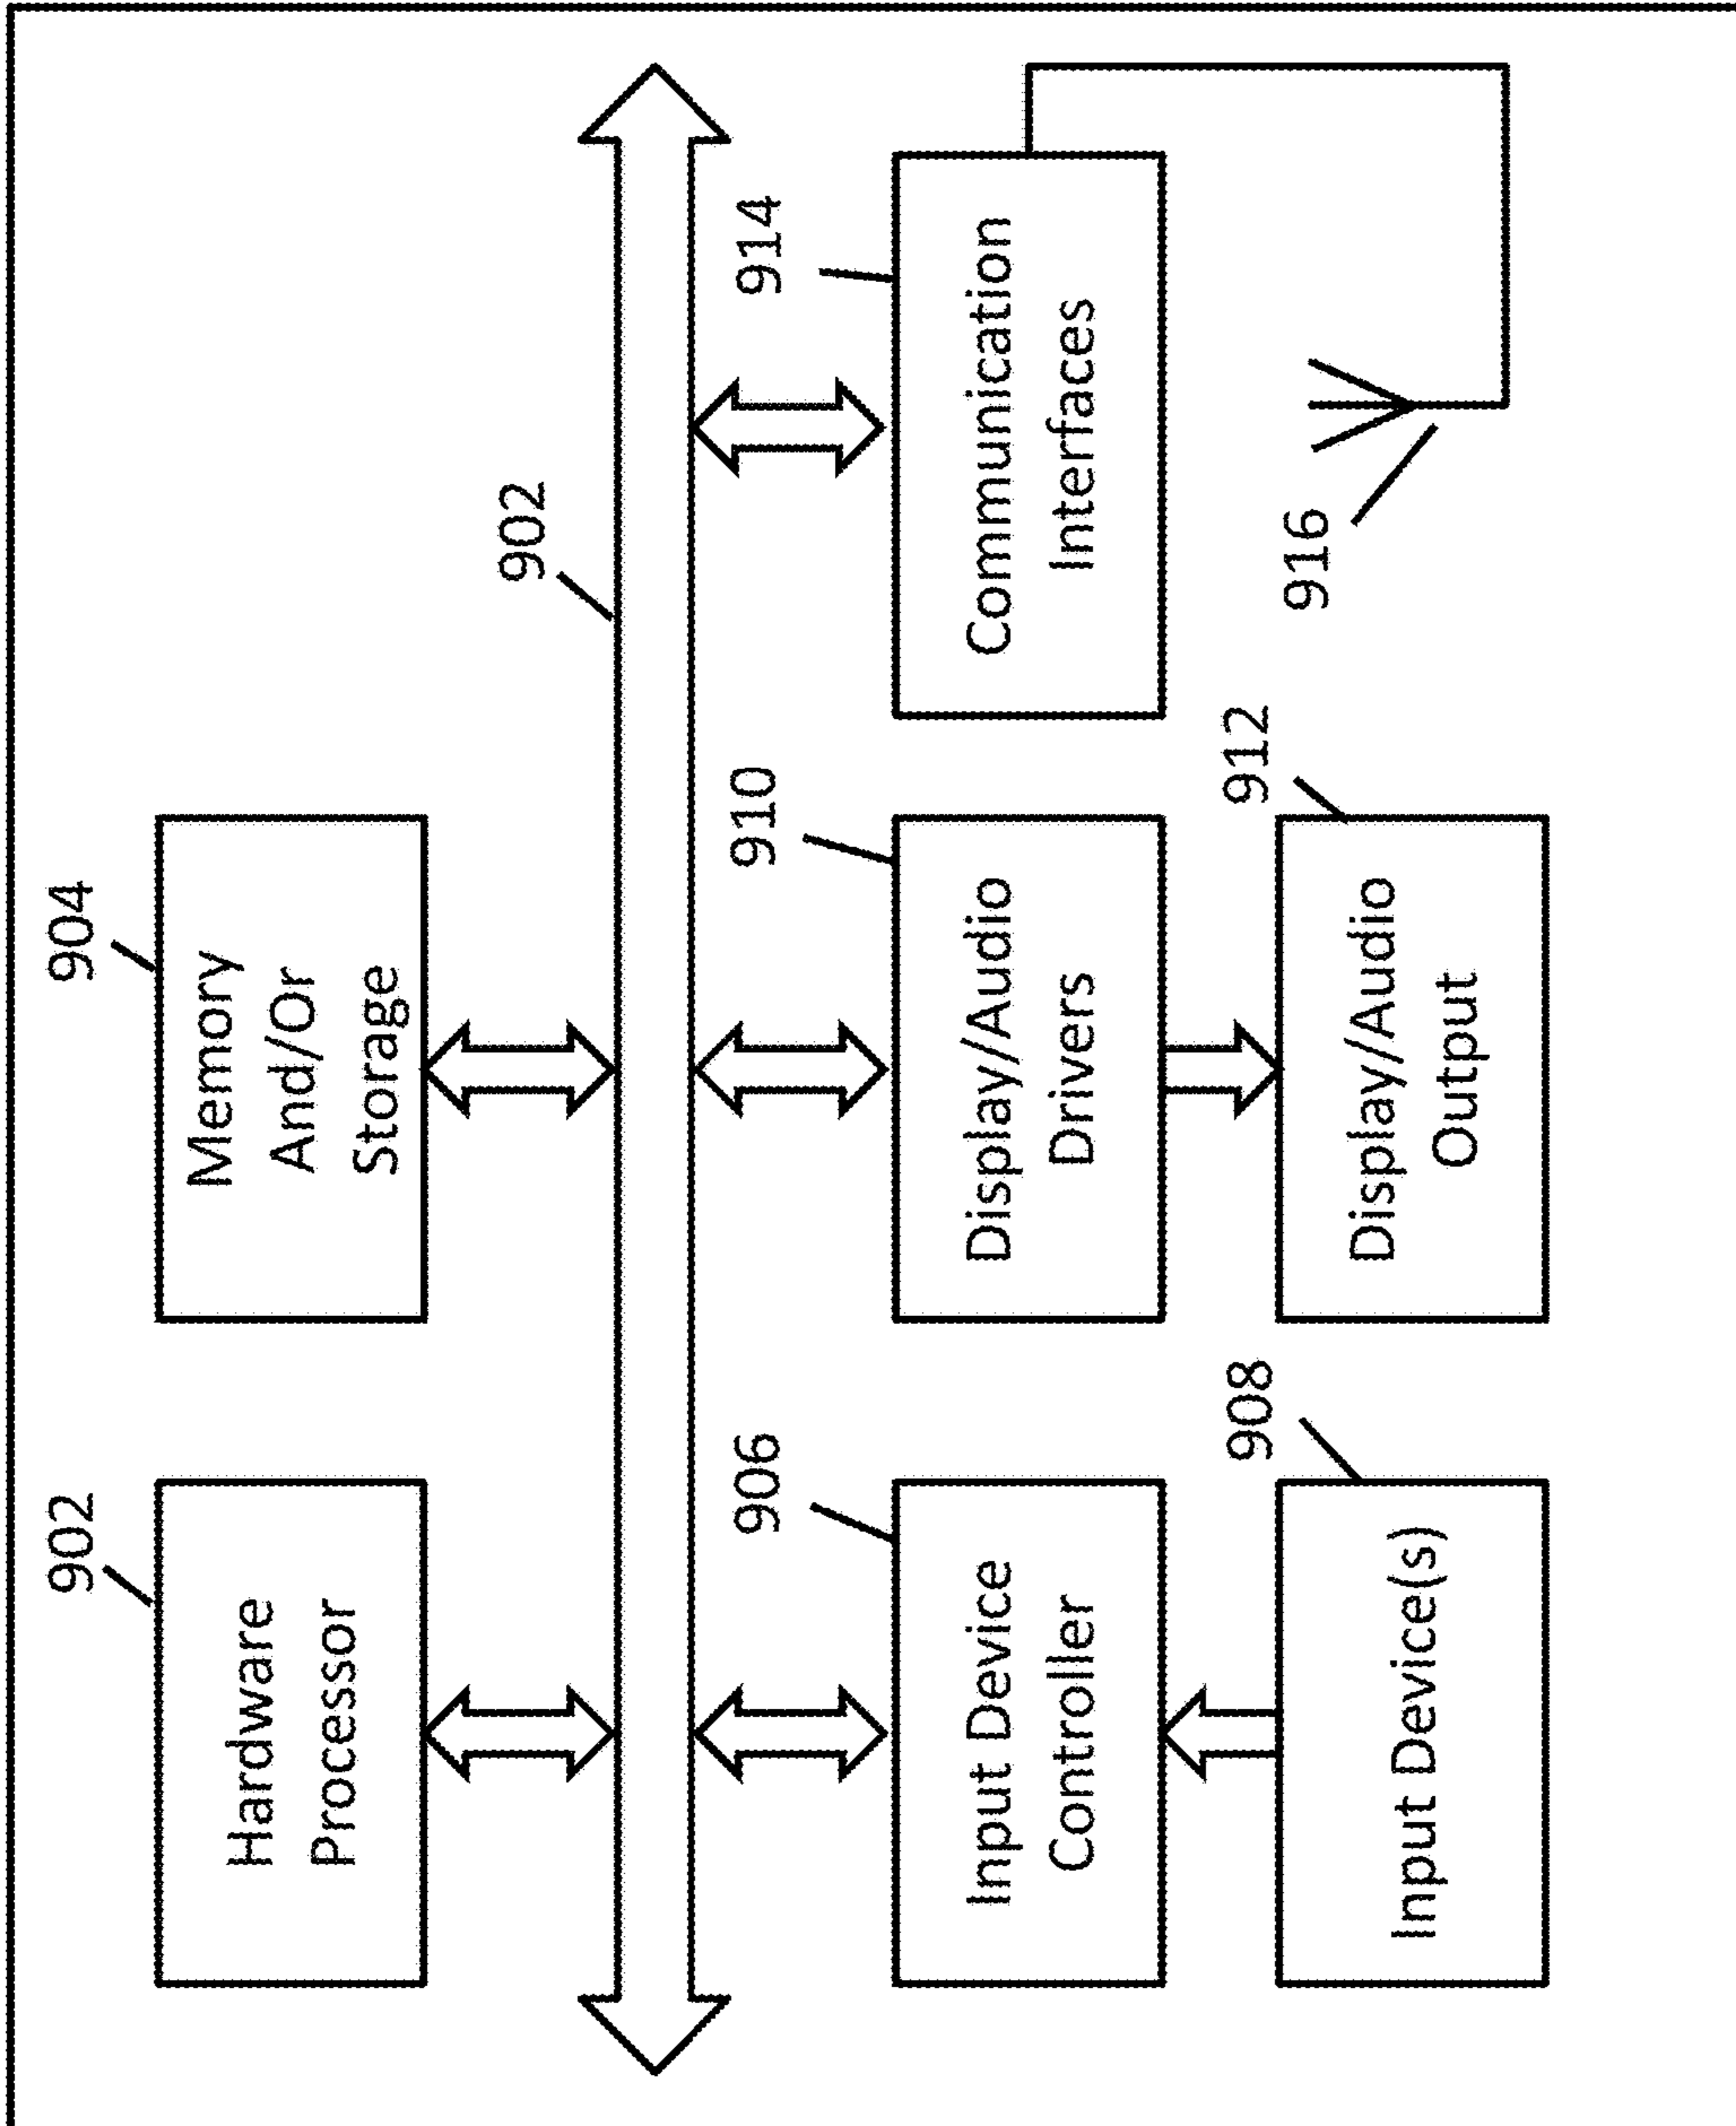 902
Hardware
Processor
904
Memory
And/Or
Storage
902
906
Input Device
Controller
910
Display/Audio
Drivers
914
Communication
Interfaces
908
Input Device(s)
912
Display/Audio
Output
916